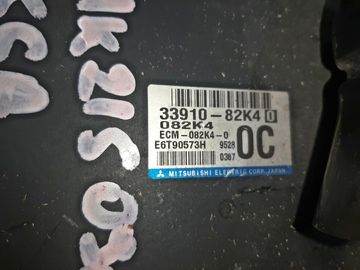 33910-82K4 0
082K4
ECM-082K4-0
E6T90573H 9528
0387
0C
MITSUBISHI ELECTRIC CORP. JAPAN